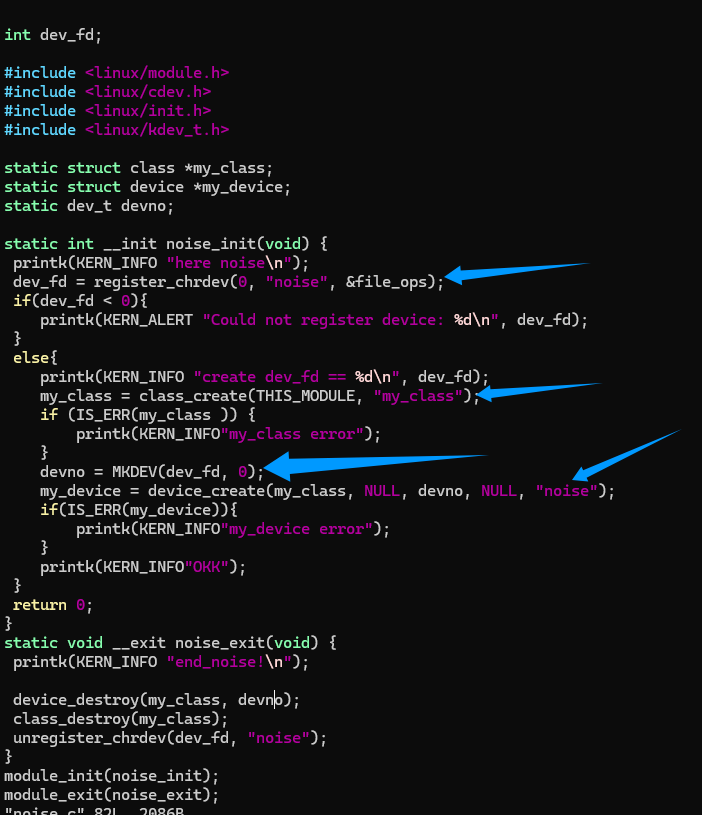 int dev_fd;
#include <linux/module.h>
#include <linux/cdev.h>
#include <linux/init.h>
#include <linux/kdev_t.h>
static struct class *my_class;
static struct device *my_device;
static dev_t devno;
static int __init noise_init(void) {
printk(KERN_INFO "here noise\n");
dev_fd = register_chrdev(0, "noise", &file_ops);
if(dev_fd < 0){
printk(KERN_ALERT "Could not register device: %d\n", dev_fd);
}
else{
printk(KERN_INFO "create dev_fd == %d\n", dev_fd);
my_class = class_create(THIS_MODULE, "my_class");
if (IS_ERR(my_class )) {
printk(KERN_INFO"my_class error");
}
devno = MKDEV(dev_fd, 0);
my_device = device_create(my_class, NULL, devno, NULL, "noise");
if(IS_ERR(my_device)){
printk(KERN_INFO"my_device error");
}
printk(KERN_INFO"OKK");
}
return 0;
}
static void __exit noise_exit(void) {
printk(KERN_INFO "end_noise!\n");
device_destroy(my_class, devno);
class_destroy(my_class);
unregister_chrdev(dev_fd, "noise");
}
module_init(noise_init);
module_exit(noise_exit);
"noise.c" 82L, 2086B